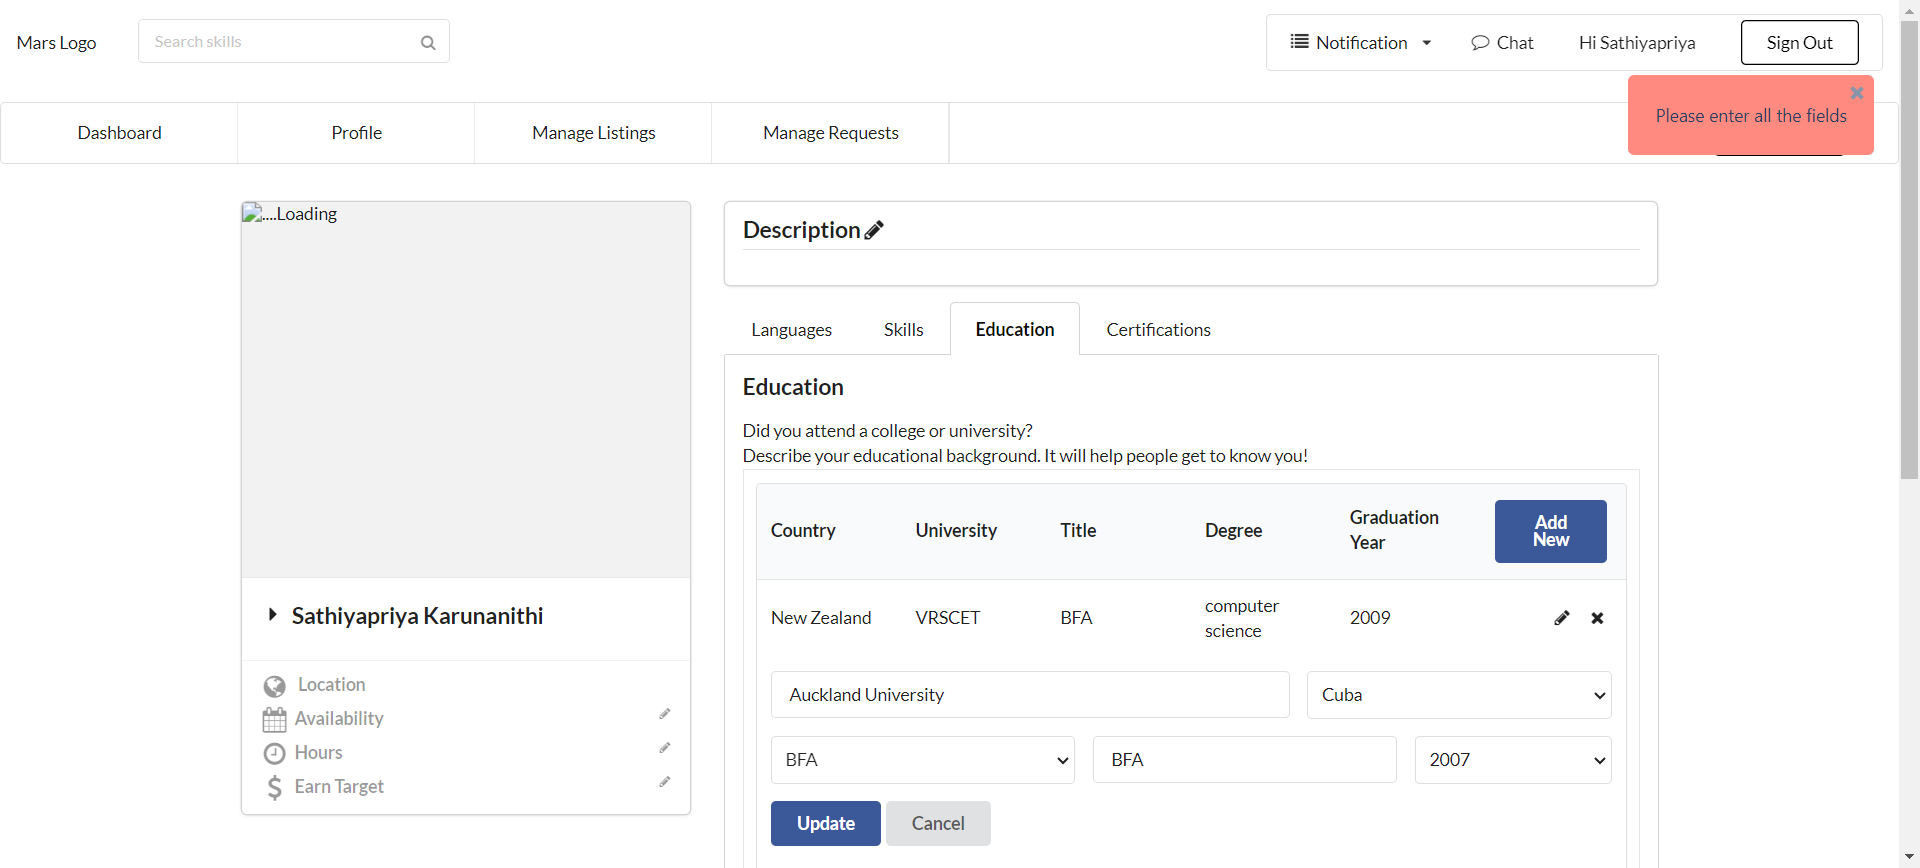 Mars Logo
Search skills
Notification
Chat
Hi Sathiyapriya
Sign Out
Please enter all the fields
Dashboard
Profile
Manage Listings
Manage Requests
....Loading
Sathiyapriya Karunanithi
Location
Availability
Hours
Earn Target
Description
Languages
Skills
Education
Certifications
Education
Did you attend a college or university?
Describe your educational background. It will help people get to know you!
Country
University
Title
Degree
Graduation
Year
Add
New
New Zealand
VRSCET
BFA
computer
science
2009
Auckland University
Cuba
BFA
BFA
2007
Update
Cancel